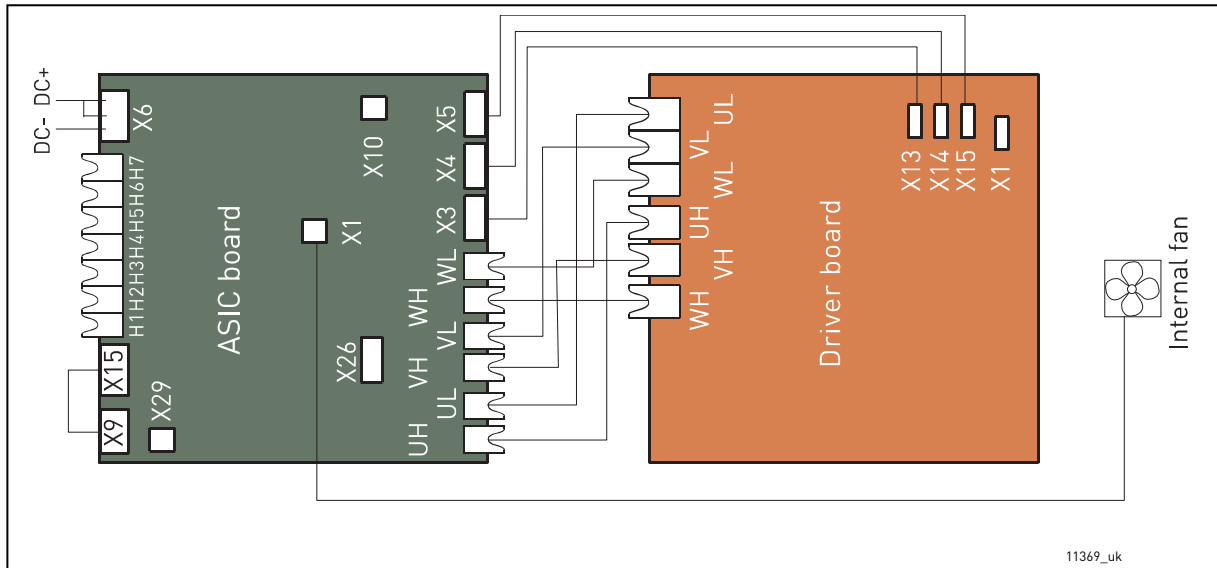 DC- DC+
X6
H1H2H3H4H5H6H7
X15
X9
X29
ASIC board
X10
X1
X26
X5
X4
X3
WL
WH
VL
VH
UL
UH
UL
VL
WL
UH
VH
WH
Driver board
X13
X14
X15
X1
Internal fan
11369_uk